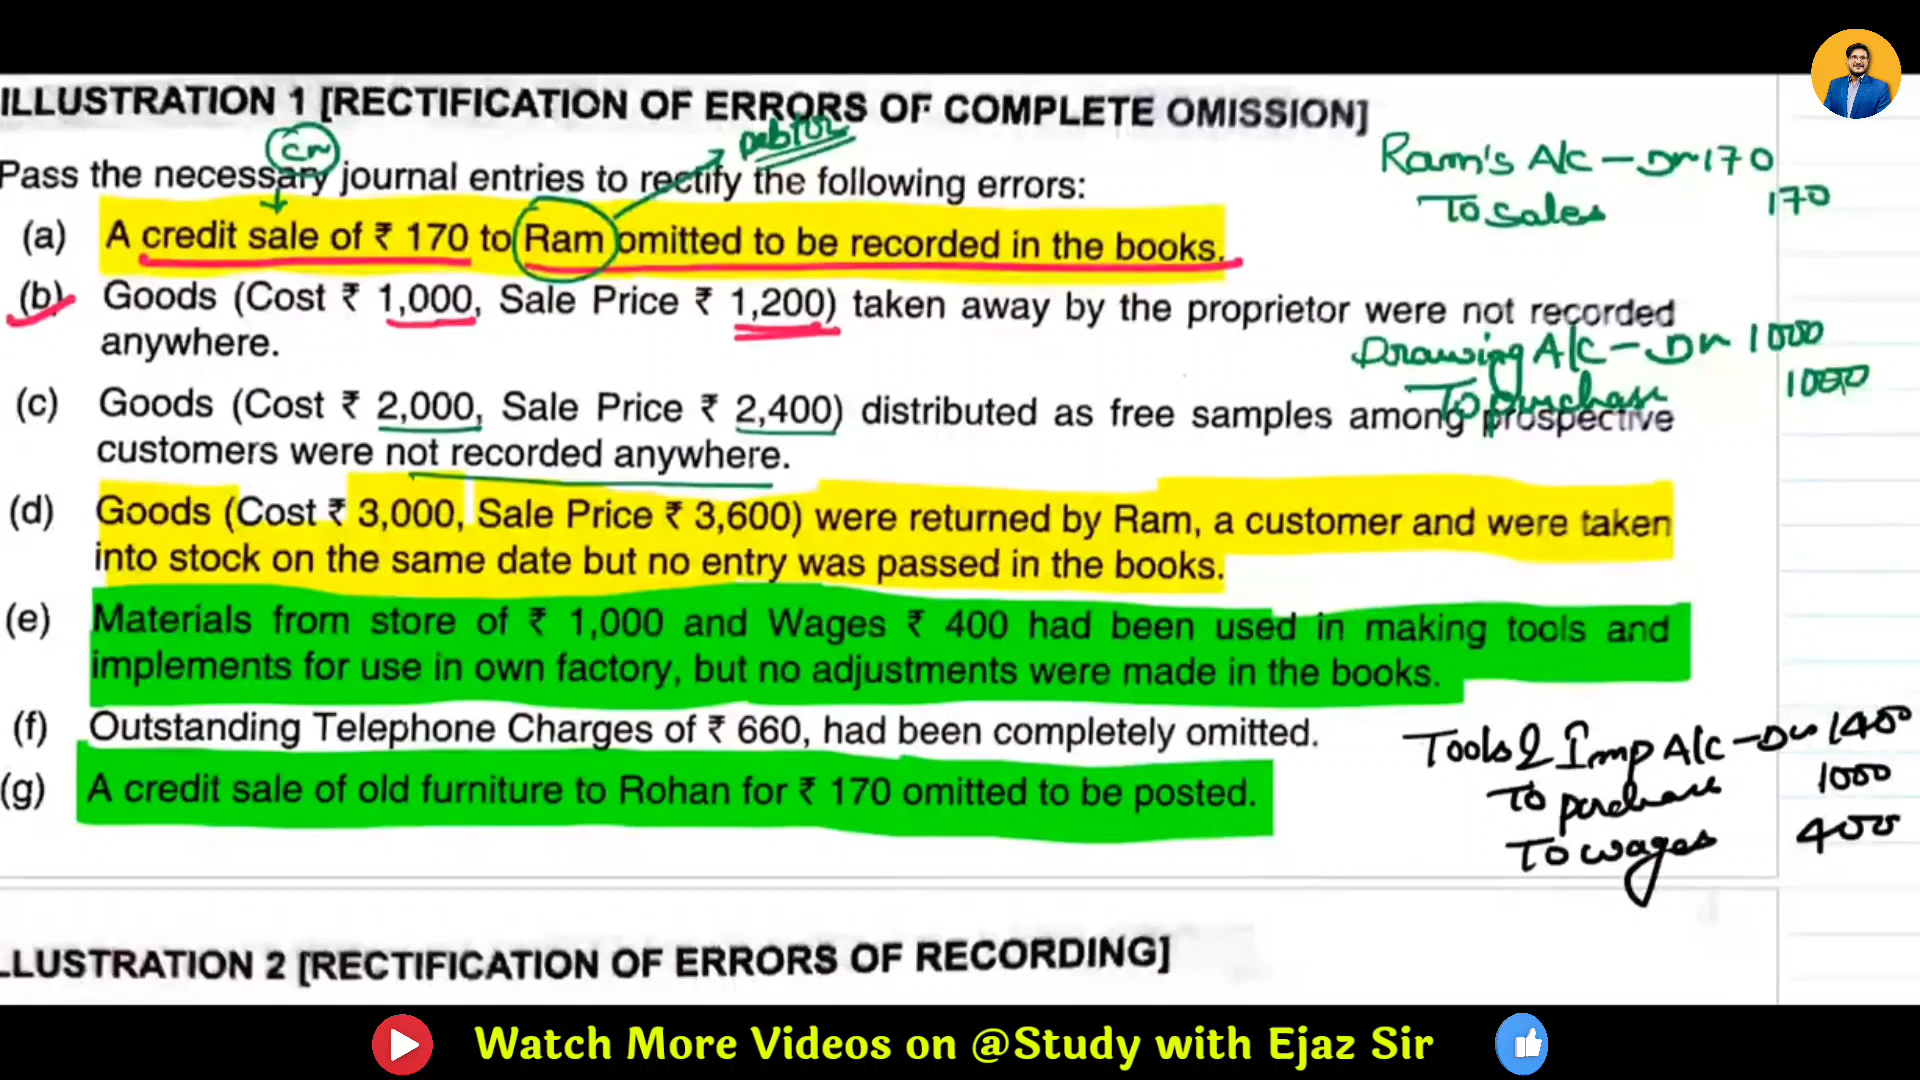 ILLUSTRATION 1 [RECTIFICATION OF ERRORS OF COMPLETE OMISSION]
Cr
Debtor
Pass the necessary journal entries to rectify the following errors:
Ram's A/c - Dr 170
To Sales 170
(a) A credit sale of ₹ 170 to Ram omitted to be recorded in the books.
(b) Goods (Cost ₹ 1,000, Sale Price ₹ 1,200) taken away by the proprietor were not recorded
anywhere.
Drawing A/c - Dr 1000
To purchase 1000
(c) Goods (Cost ₹ 2,000, Sale Price ₹ 2,400) distributed as free samples among prospective
customers were not recorded anywhere.
(d) Goods (Cost ₹ 3,000, Sale Price ₹ 3,600) were returned by Ram, a customer and were taken
into stock on the same date but no entry was passed in the books.
(e) Materials from store of ₹ 1,000 and Wages ₹ 400 had been used in making tools and
implements for use in own factory, but no adjustments were made in the books.
(f) Outstanding Telephone Charges of ₹ 660, had been completely omitted.
Tools & Imp A/c - Dr 1400
To purchase 1000
(g) A credit sale of old furniture to Rohan for ₹ 170 omitted to be posted.
To wages 400
LLUSTRATION 2 [RECTIFICATION OF ERRORS OF RECORDING]
Watch More Videos on @Study with Ejaz Sir